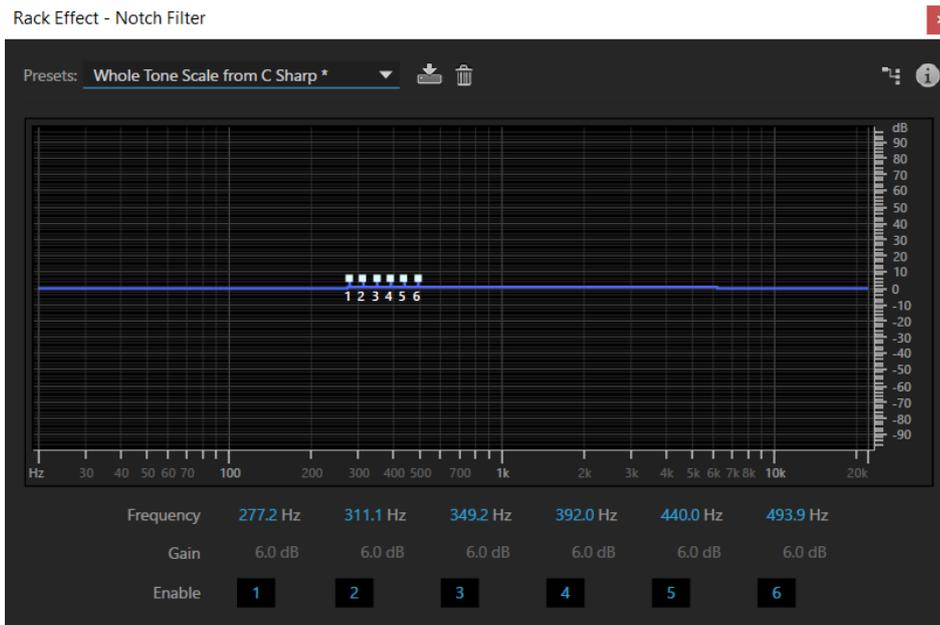 Rack Effect - Notch Filter
Presets: Whole Tone Scale from C Sharp *
dB
90
80
70
60
50
40
30
20
10
0
-10
-20
-30
-40
-50
-60
-70
-80
-90
1 2 3 4 5 6
Hz 30 40 50 60 70 100 200 300 400 500 700 1k 2k 3k 4k 5k 6k 7k 8k 10k 20k
Frequency 277.2 Hz 311.1 Hz 349.2 Hz 392.0 Hz 440.0 Hz 493.9 Hz
Gain 6.0 dB 6.0 dB 6.0 dB 6.0 dB 6.0 dB 6.0 dB
Enable 1 2 3 4 5 6